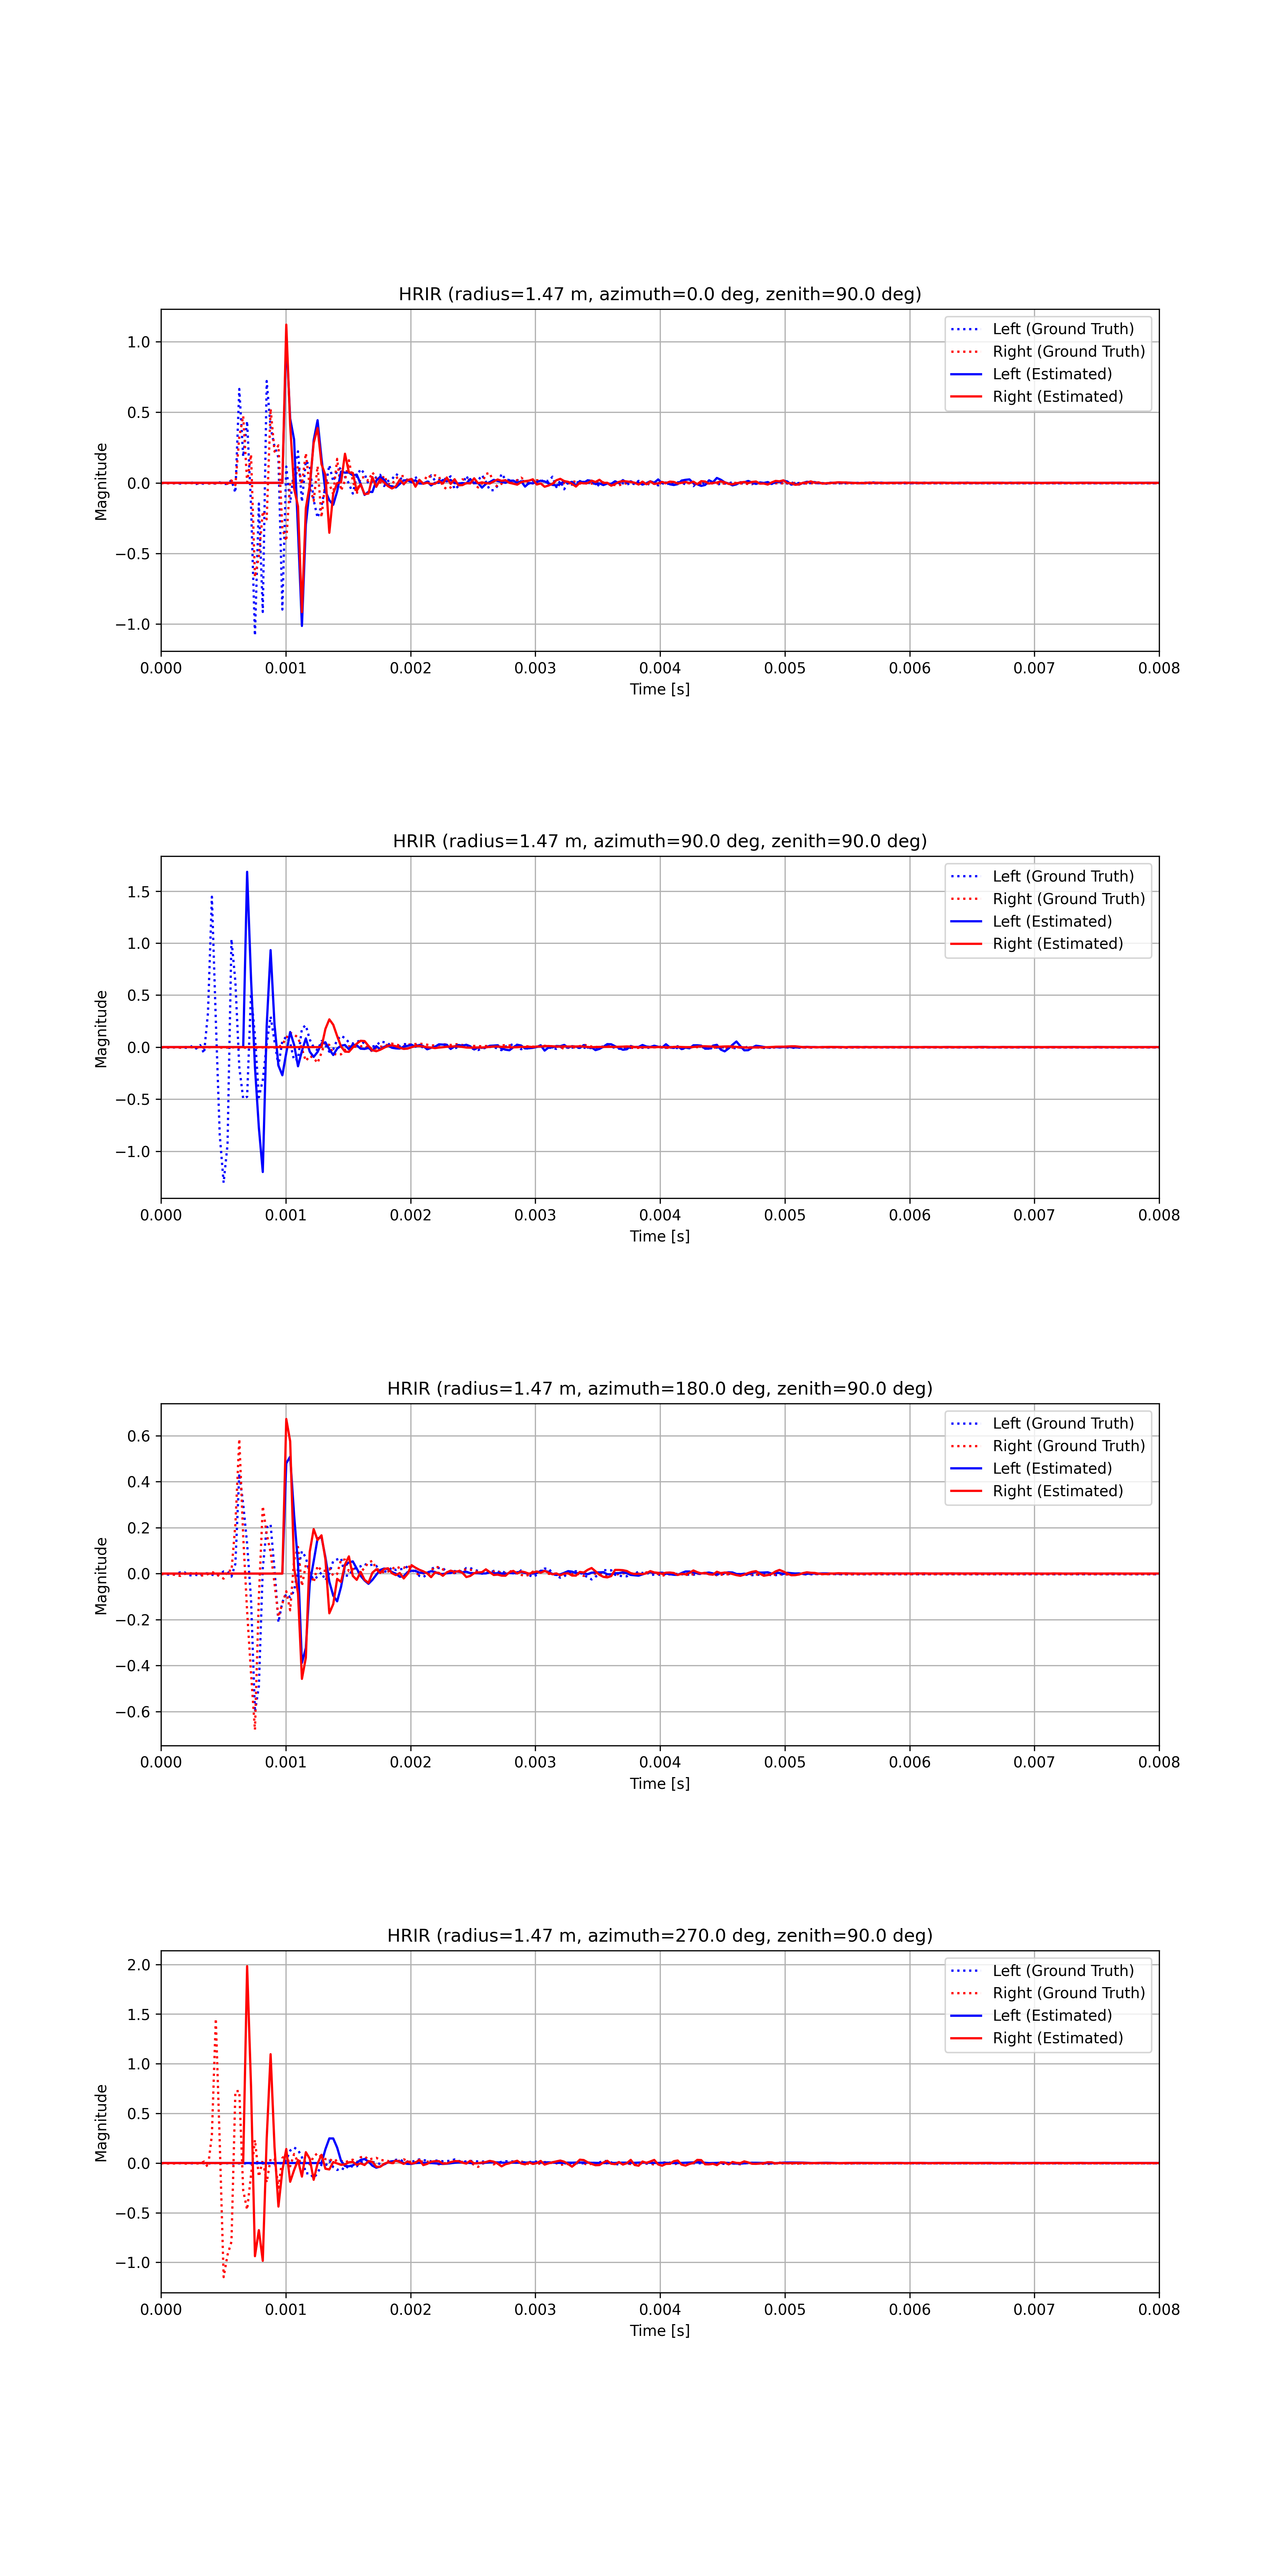 HRIR (radius=1.47 m, azimuth=0.0 deg, zenith=90.0 deg)
Left (Ground Truth)
Right (Ground Truth)
Left (Estimated)
Right (Estimated)
1.0
0.5
0.0
−0.5
−1.0
Magnitude
0.000 0.001 0.002 0.003 0.004 0.005 0.006 0.007 0.008
Time [s]
HRIR (radius=1.47 m, azimuth=90.0 deg, zenith=90.0 deg)
Left (Ground Truth)
Right (Ground Truth)
Left (Estimated)
Right (Estimated)
1.5
1.0
0.5
0.0
−0.5
−1.0
Magnitude
0.000 0.001 0.002 0.003 0.004 0.005 0.006 0.007 0.008
Time [s]
HRIR (radius=1.47 m, azimuth=180.0 deg, zenith=90.0 deg)
Left (Ground Truth)
Right (Ground Truth)
Left (Estimated)
Right (Estimated)
0.6
0.4
0.2
0.0
−0.2
−0.4
−0.6
Magnitude
0.000 0.001 0.002 0.003 0.004 0.005 0.006 0.007 0.008
Time [s]
HRIR (radius=1.47 m, azimuth=270.0 deg, zenith=90.0 deg)
Left (Ground Truth)
Right (Ground Truth)
Left (Estimated)
Right (Estimated)
2.0
1.5
1.0
0.5
0.0
−0.5
−1.0
Magnitude
0.000 0.001 0.002 0.003 0.004 0.005 0.006 0.007 0.008
Time [s]